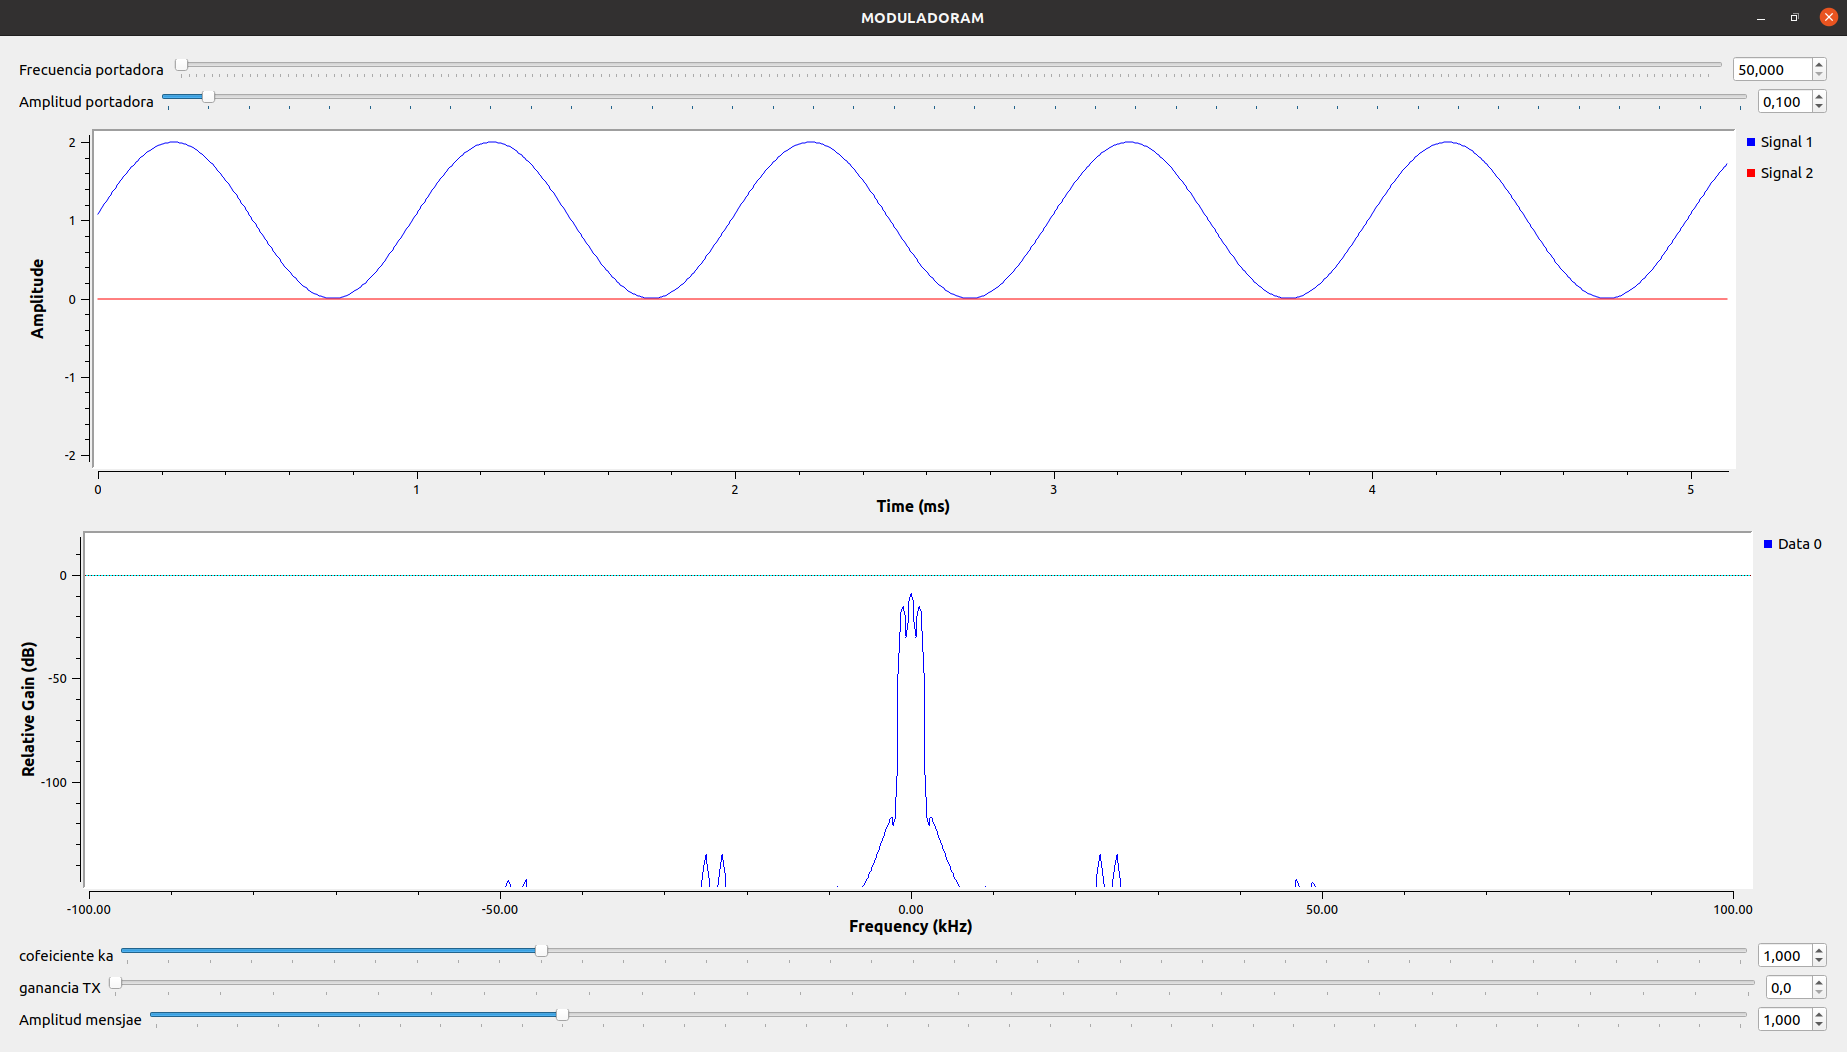 MODULADORAM
Frecuencia portadora 50,000
Amplitud portadora 0,100
Signal 1
Signal 2
Amplitude
2
1
0
-1
-2
0 1 2 3 4 5
Time (ms)
Data 0
Relative Gain (dB)
0
-50
-100
-100.00 -50.00 0.00 50.00 100.00
Frequency (kHz)
cofeiciente ka 1,000
ganancia TX 0,0
Amplitud mensjae 1,000